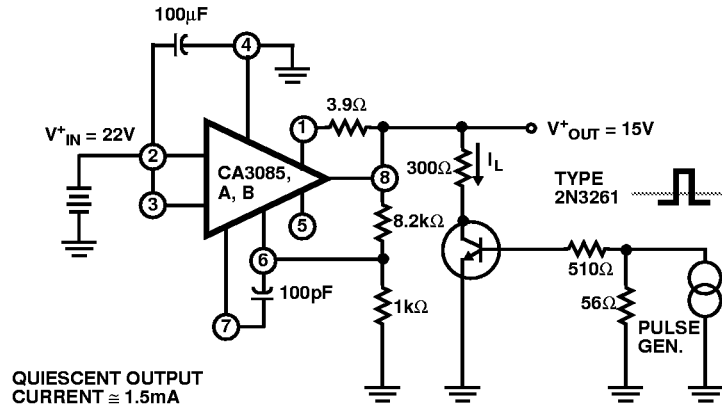 100μF
4
1
3.9Ω
V⁺IN = 22V
V⁺OUT = 15V
2
CA3085,
A, B
8
300Ω
IL
TYPE
2N3261
3
5
8.2kΩ
6
510Ω
100pF
1kΩ
56Ω
7
PULSE
GEN.
QUIESCENT OUTPUT
CURRENT ≅ 1.5mA